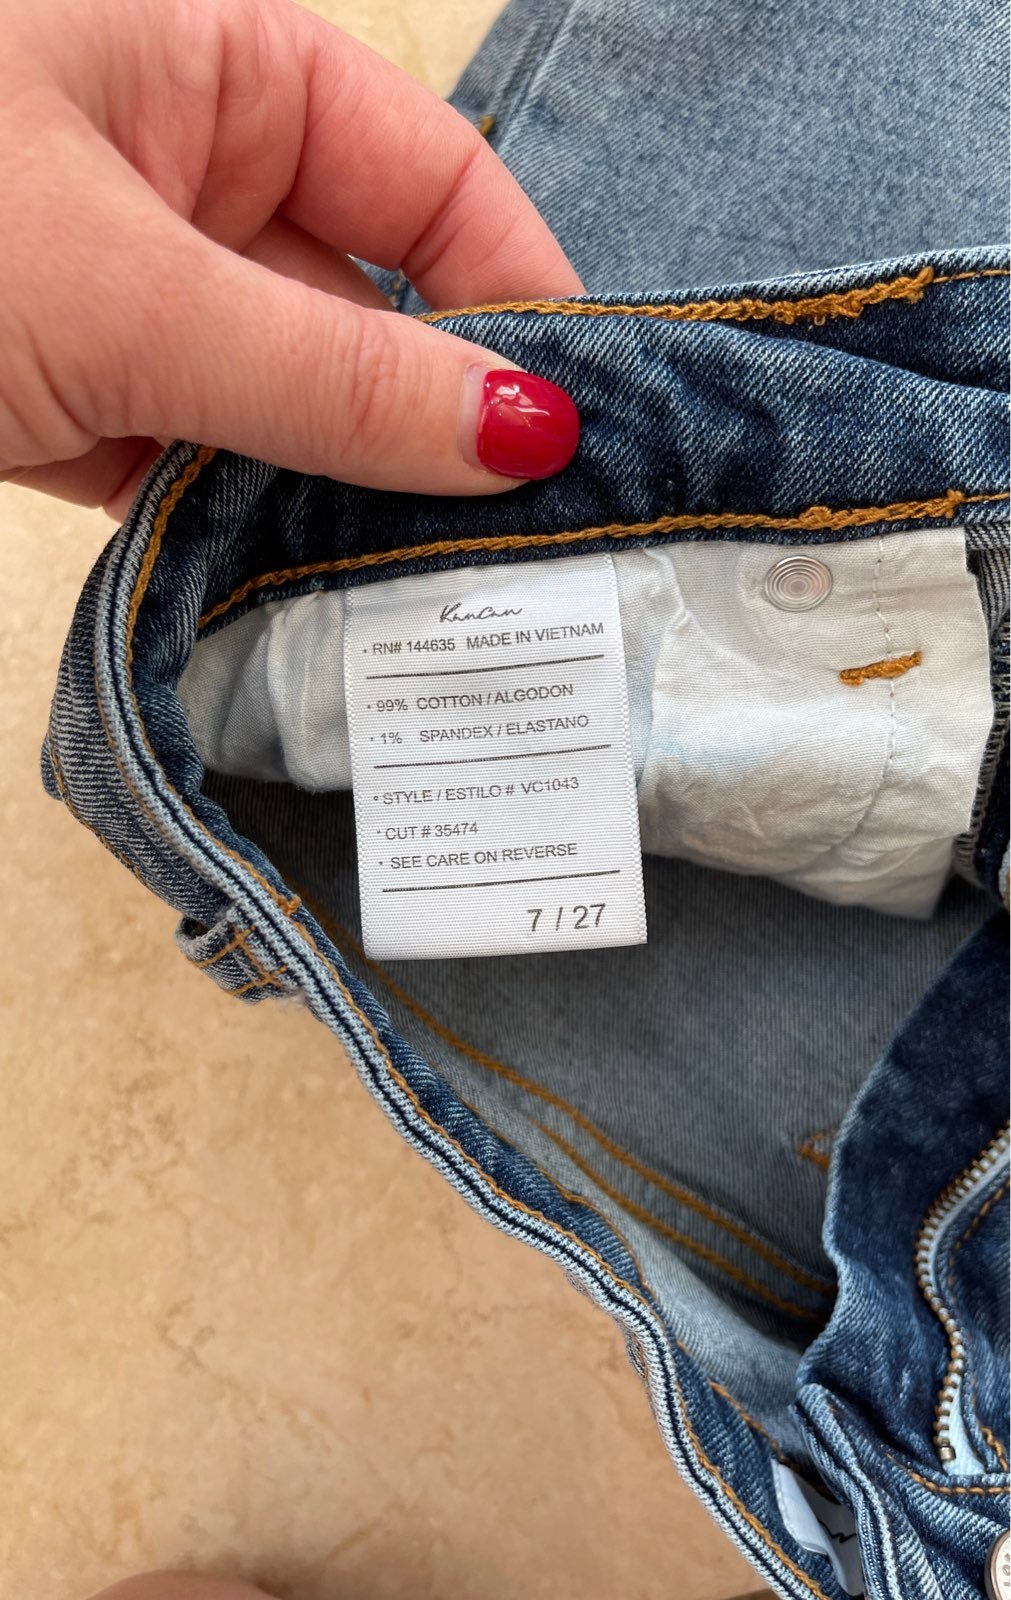 KanCan
• RN# 144635 MADE IN VIETNAM
• 99% COTTON / ALGODON
• 1% SPANDEX / ELASTANO
• STYLE / ESTILO # VC1043
• CUT # 35474
• SEE CARE ON REVERSE
7 / 27